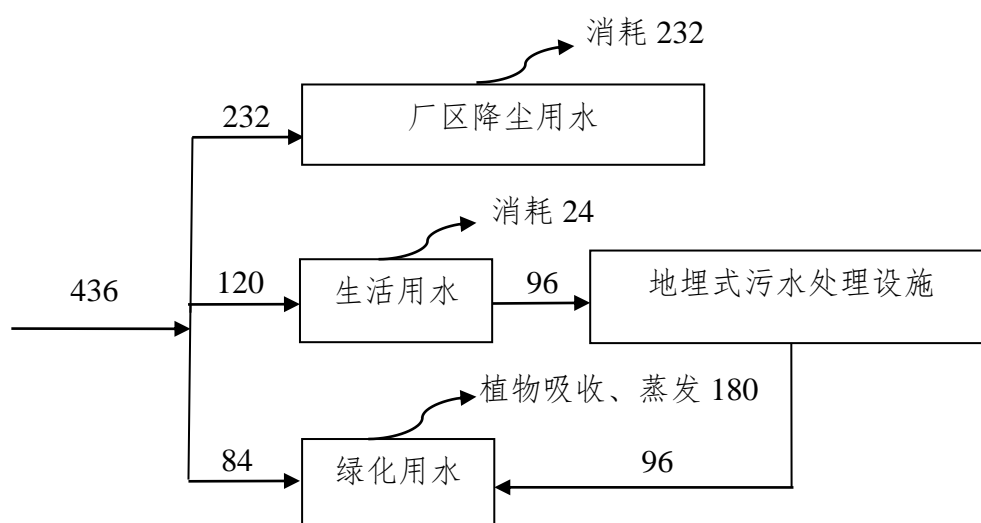 消耗 232
232
厂区降尘用水
消耗 24
436
120
生活用水
96
地埋式污水处理设施
植物吸收、蒸发 180
84
绿化用水
96